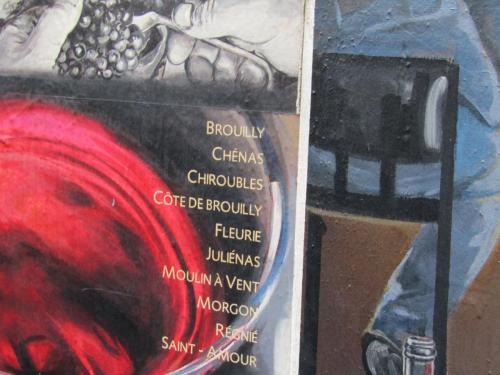 BROUILLY
CHÉNAS
CHIROUBLES
CÔTE DE BROUILLY
FLEURIE
JULIÉNAS
MOULIN À VENT
MORGON
RÉGNIÉ
SAINT - AMOUR